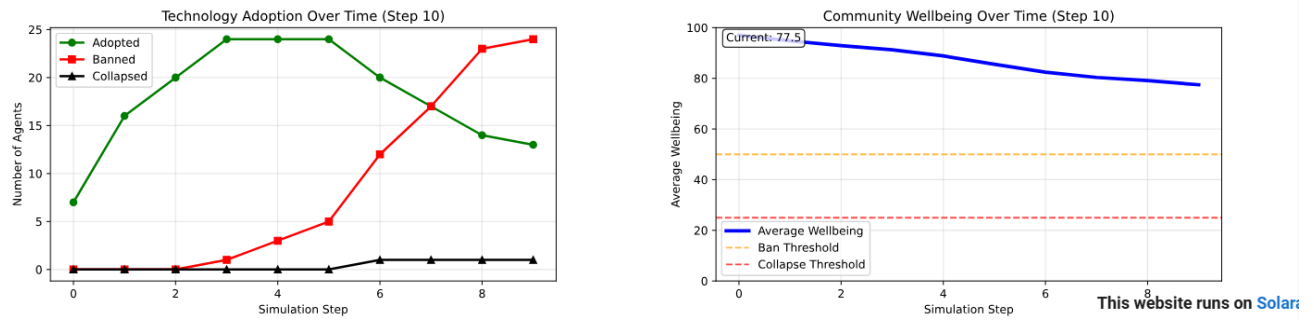 Technology Adoption Over Time (Step 10)
25
20
15
10
5
0
Number of Agents
Adopted
Banned
Collapsed
0 2 4 6 8
Simulation Step
Community Wellbeing Over Time (Step 10)
100
80
60
40
20
0
Average Wellbeing
Current: 77.5
Average Wellbeing
Ban Threshold
Collapse Threshold
0 2 4 6 8
Simulation Step
This website runs on Solara